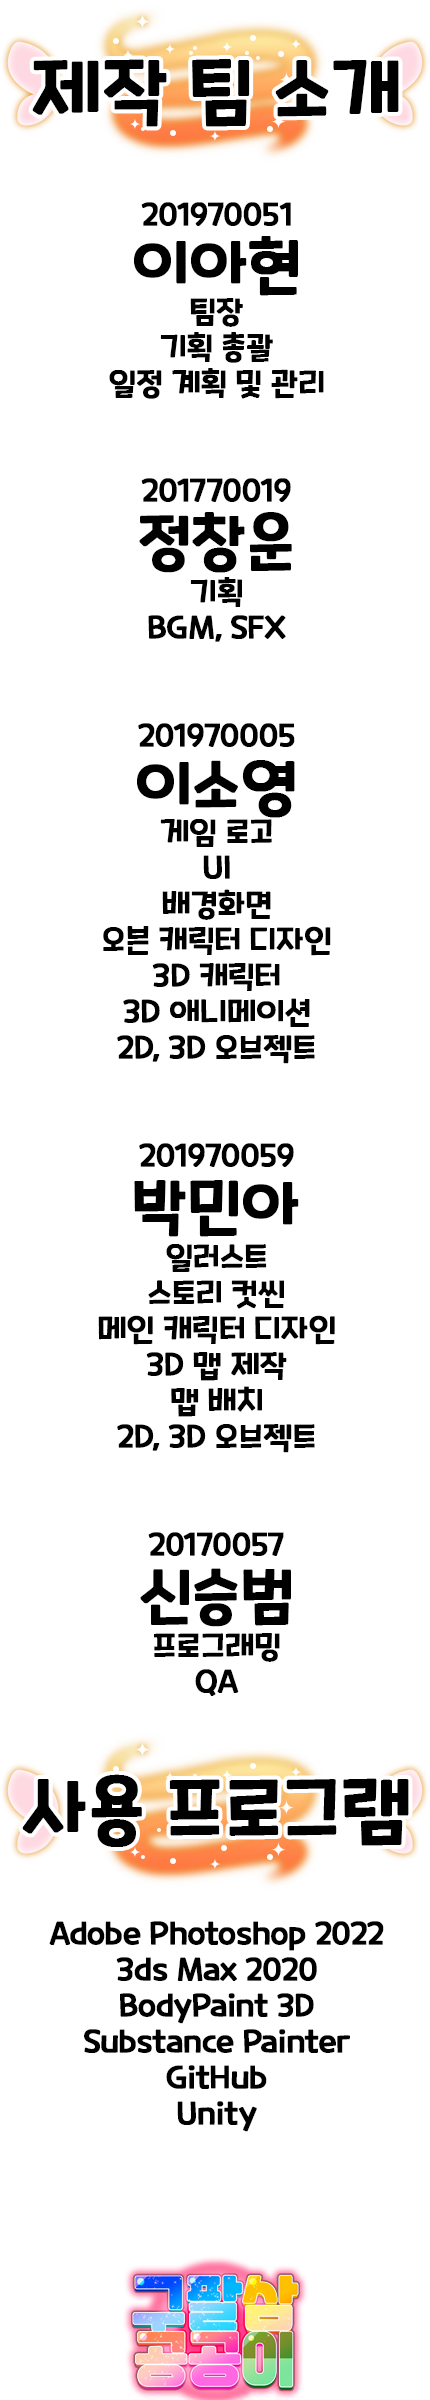 제작 팀 소개
201970051
이아현
팀장
기획 총괄
일정 계획 및 관리
201770019
정창운
기획
BGM, SFX
201970005
이소영
게임 로고
UI
배경화면
오븐 캐릭터 디자인
3D 캐릭터
3D 애니메이션
2D, 3D 오브젝트
201970059
박민아
일러스트
스토리 컷씬
메인 캐릭터 디자인
3D 맵 제작
맵 배치
2D, 3D 오브젝트
20170057
신승범
프로그래밍
QA
사용 프로그램
Adobe Photoshop 2022
3ds Max 2020
BodyPaint 3D
Substance Painter
GitHub
Unity